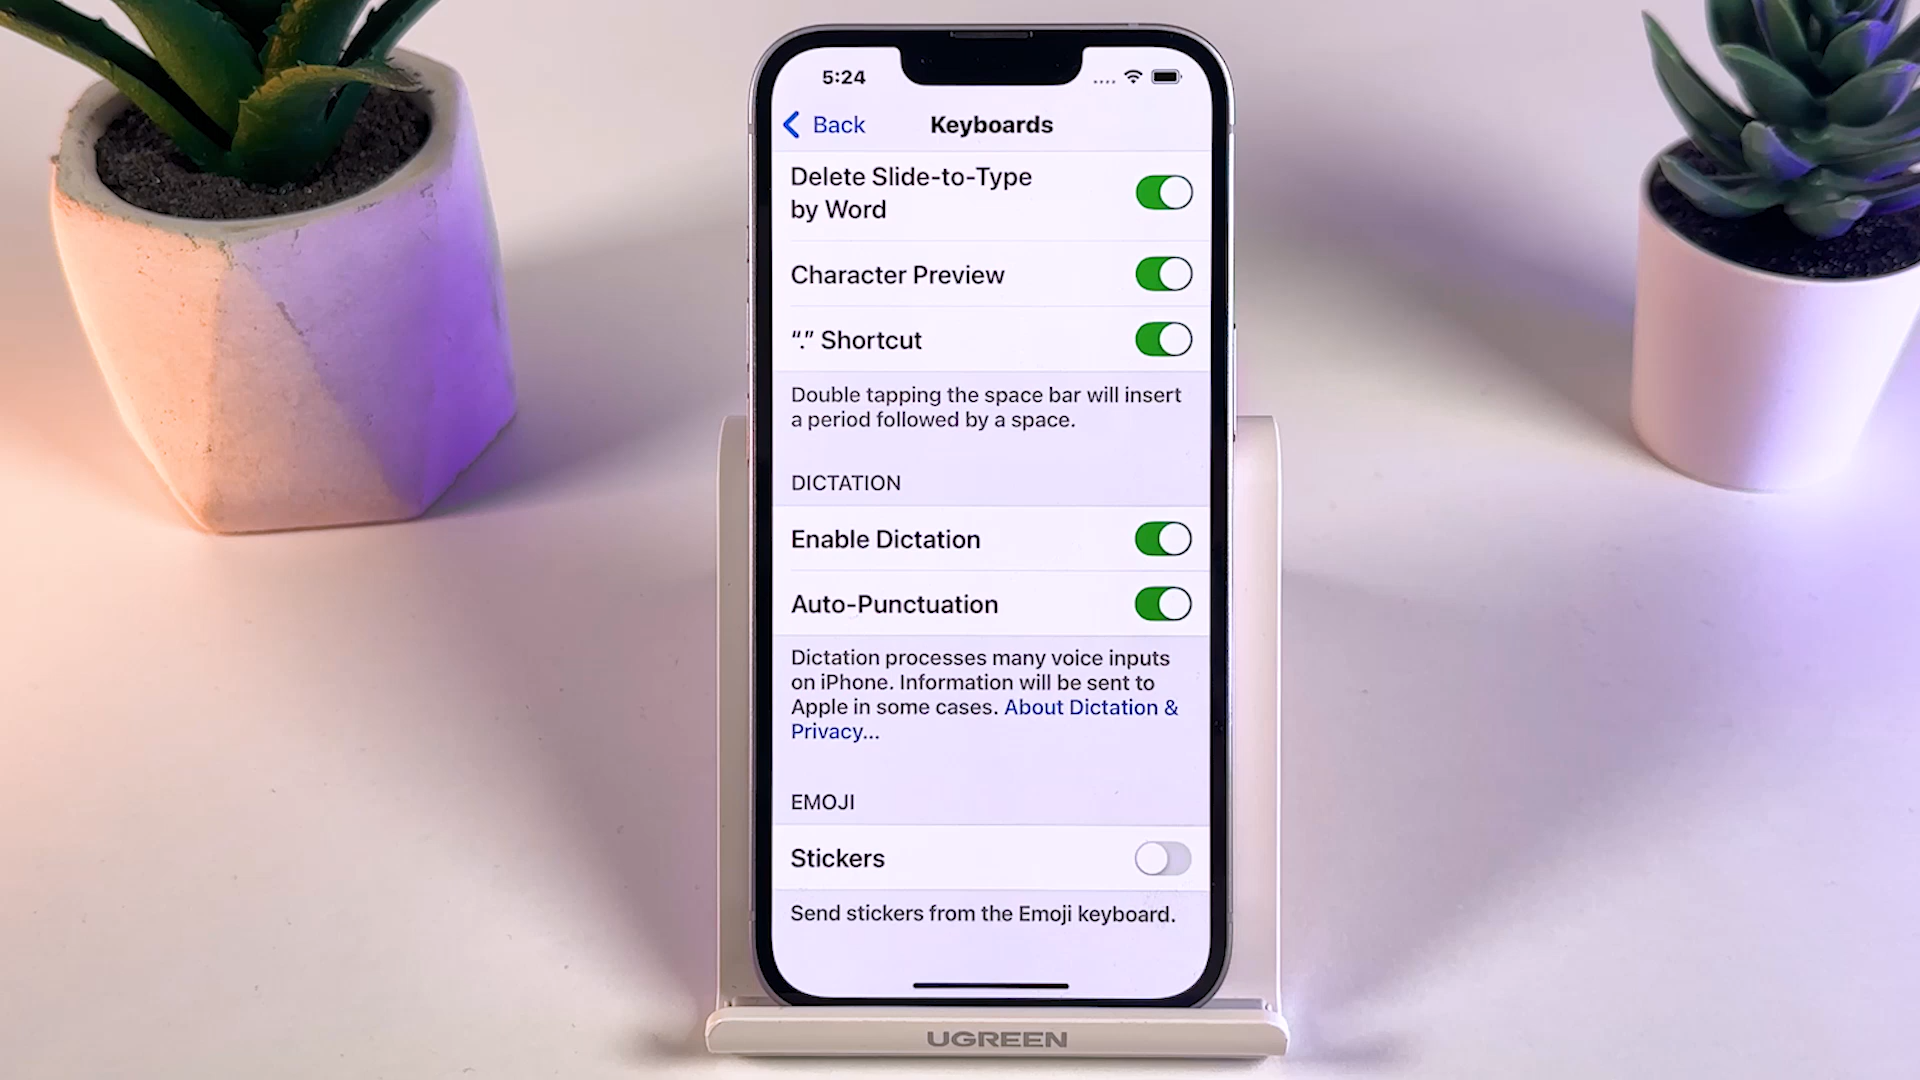 5:24
Back
Keyboards
Delete Slide-to-Type
by Word
Character Preview
“.” Shortcut
Double tapping the space bar will insert
a period followed by a space.
DICTATION
Enable Dictation
Auto-Punctuation
Dictation processes many voice inputs
on iPhone. Information will be sent to
Apple in some cases. About Dictation &
Privacy...
EMOJI
Stickers
Send stickers from the Emoji keyboard.
UGREEN